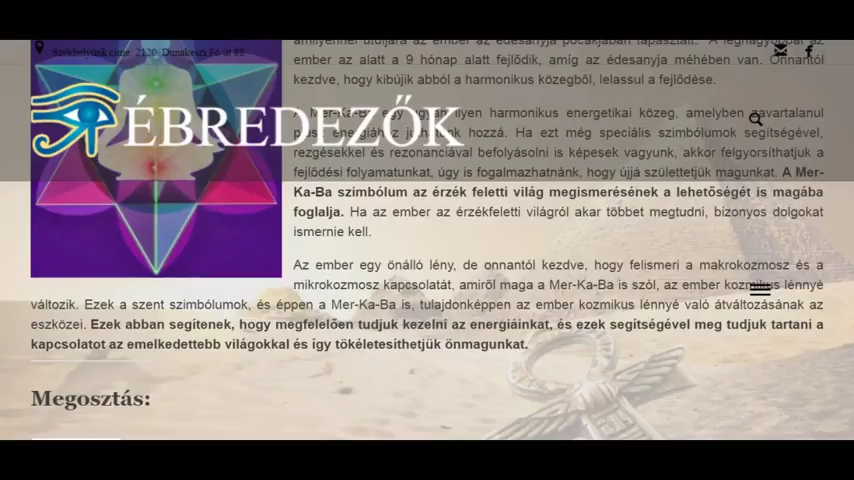 Székhelyünk címe: 2120. Dunakeszi Fő út 88.
amilyennel utoljára az ember az édesanyja pocakjában tapasztalt. A legnagyobbat az
ember az alatt a 9 hónap alatt fejlődik, amíg az édesanyja méhében van. Onnantól
kezdve, hogy kibújik abból a harmonikus közegből, lelassul a fejlődése.
ÉBREDEZŐK
Mer-Ka-Ba egy ugyanilyen harmonikus energetikai közeg, amelyben zavartalanul
energiához juthatunk hozzá. Ha ezt még speciális szimbólumok segítségével,
rezgésekkel és rezonanciával befolyásolni is képesek vagyunk, akkor felgyorsíthatjuk a
fejlődési folyamatunkat, úgy is fogalmazhatnánk, hogy újjá születtetjük magunkat. A Mer-
Ka-Ba szimbólum az érzék feletti világ megismerésének a lehetőségét is magába
foglalja. Ha az ember az érzékfeletti világról akar többet megtudni, bizonyos dolgokat
ismernie kell.
Az ember egy önálló lény, de onnantól kezdve, hogy felismeri a makrokozmosz és a
mikrokozmosz kapcsolatát, amiről maga a Mer-Ka-Ba is szól, az ember kozmikus lénnyé
változik. Ezek a szent szimbólumok, és éppen a Mer-Ka-Ba is, tulajdonképpen az ember kozmikus lénnyé való átváltozásának az
eszközei. Ezek abban segítenek, hogy megfelelően tudjuk kezelni az energiáinkat, és ezek segítségével meg tudjuk tartani a
kapcsolatot az emelkedettebb világokkal és így tökéletesíthetjük önmagunkat.
Megosztás: